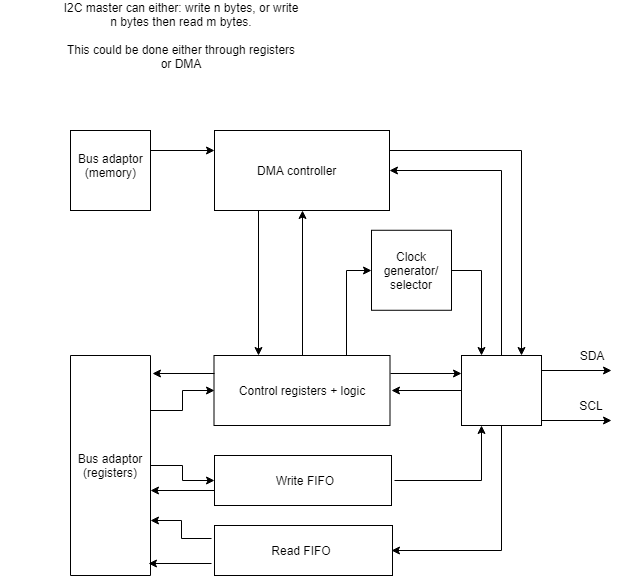 I2C master can either: write n bytes, or write
n bytes then read m bytes.
This could be done either through registers
or DMA
Bus adaptor
(memory)
DMA controller
Clock
generator/
selector
SDA
Control registers + logic
SCL
Bus adaptor
(registers)
Write FIFO
Read FIFO